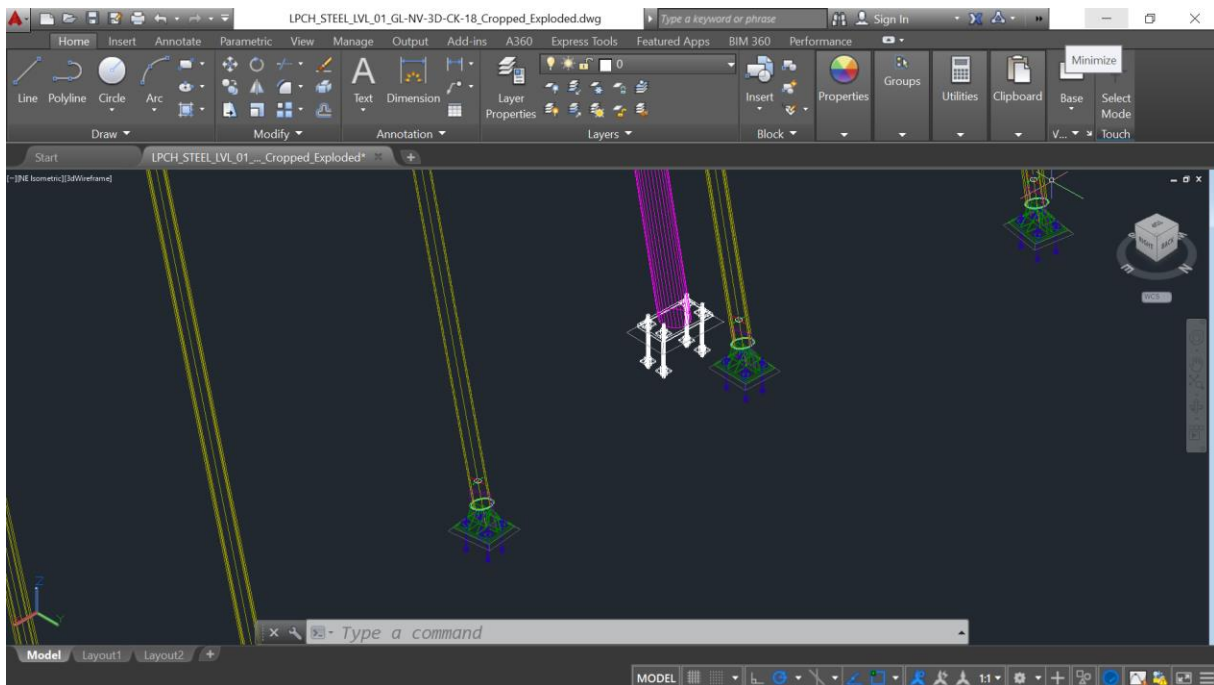 LPCH_STEEL_LVL_01_GL-NV-3D-CK-18_Cropped_Exploded.dwg
Type a keyword or phrase
Sign In
Home Insert Annotate Parametric View Manage Output Add-ins A360 Express Tools Featured Apps BIM 360 Performance
Minimize
Line Polyline Circle Arc
Text Dimension
Layer Properties
0
Insert
Properties
Groups
Utilities
Clipboard
Base
Select Mode
Draw Modify Annotation Layers Block V... Touch
Start LPCH_STEEL_LVL_01_..._Cropped_Exploded*
[−][NE Isometric][3dWireframe]
RIGHT BACK
E N
WCS
Z
Y
Type a command
Model Layout1 Layout2
MODEL 1:1